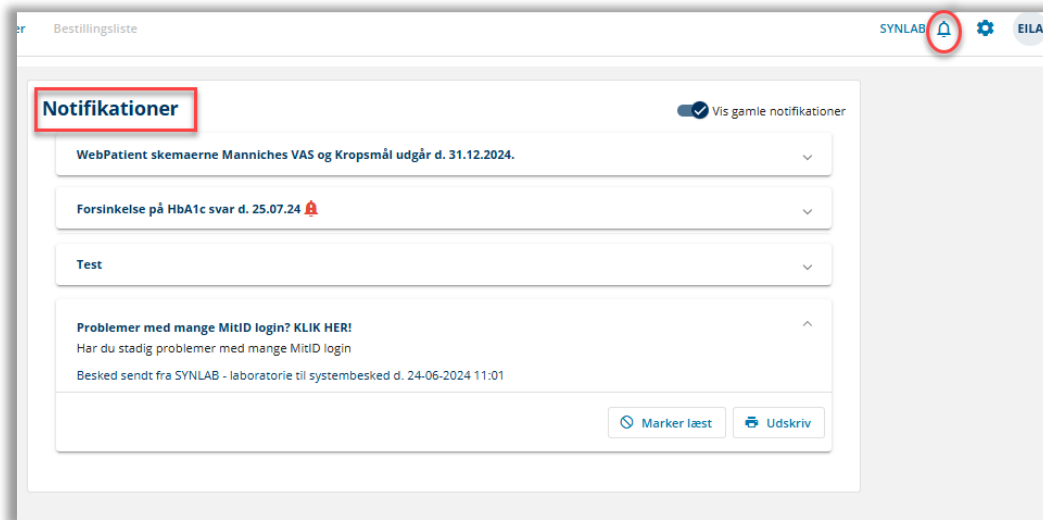 er Bestillingsliste SYNLAB EILA
Notifikationer
Vis gamle notifikationer
WebPatient skemaerne Manniches VAS og Kropsmål udgår d. 31.12.2024.
Forsinkelse på HbA1c svar d. 25.07.24
Test
Problemer med mange MitID login? KLIK HER!
Har du stadig problemer med mange MitID login
Besked sendt fra SYNLAB - laboratorie til systembesked d. 24-06-2024 11:01
Marker læst Udskriv